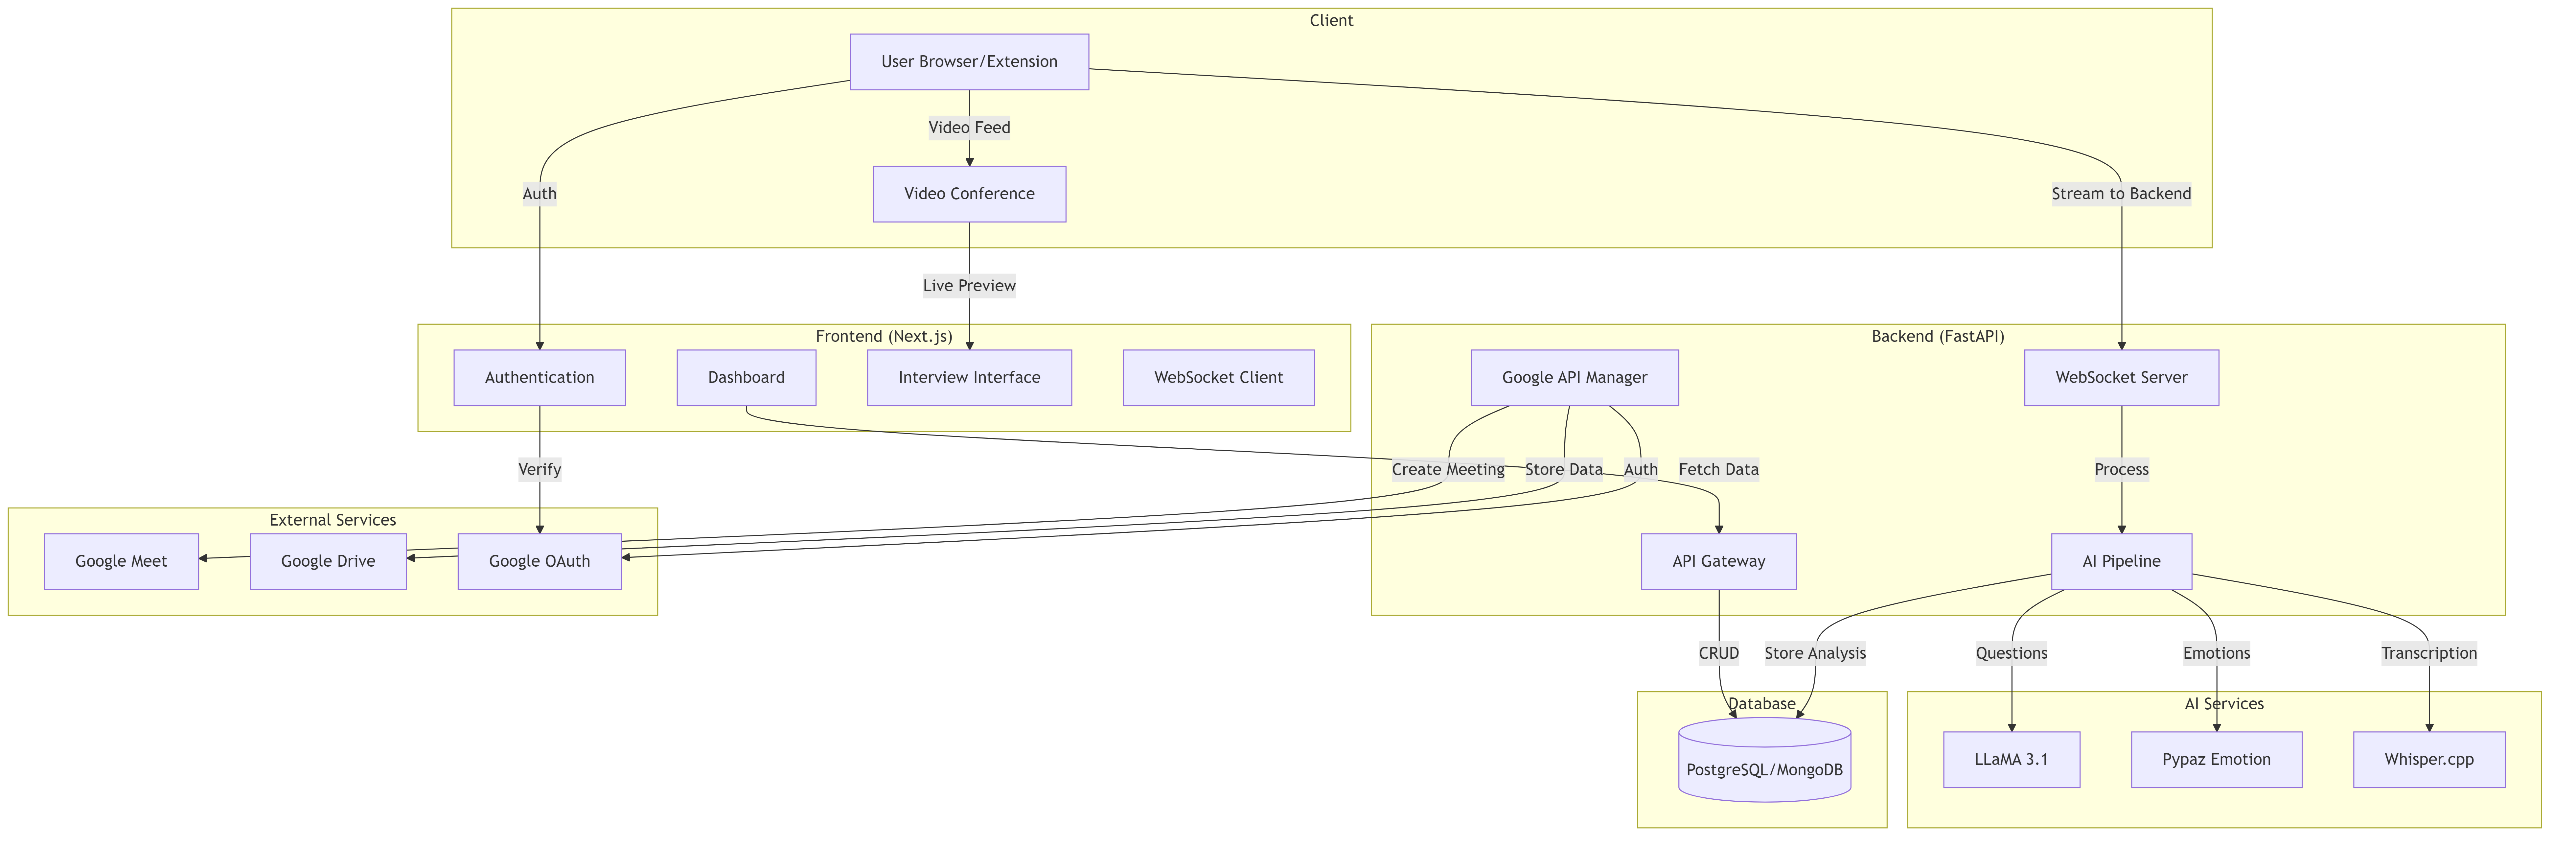 Client
User Browser/Extension
Video Feed
Auth
Video Conference
Stream to Backend
Live Preview
Frontend (Next.js)
Backend (FastAPI)
Authentication
Dashboard
Interview Interface
WebSocket Client
Google API Manager
WebSocket Server
Verify
Create Meeting
Store Data
Auth
Fetch Data
Process
External Services
Google Meet
Google Drive
Google OAuth
API Gateway
AI Pipeline
CRUD
Store Analysis
Questions
Emotions
Transcription
Database
AI Services
PostgreSQL/MongoDB
LLaMA 3.1
Pypaz Emotion
Whisper.cpp